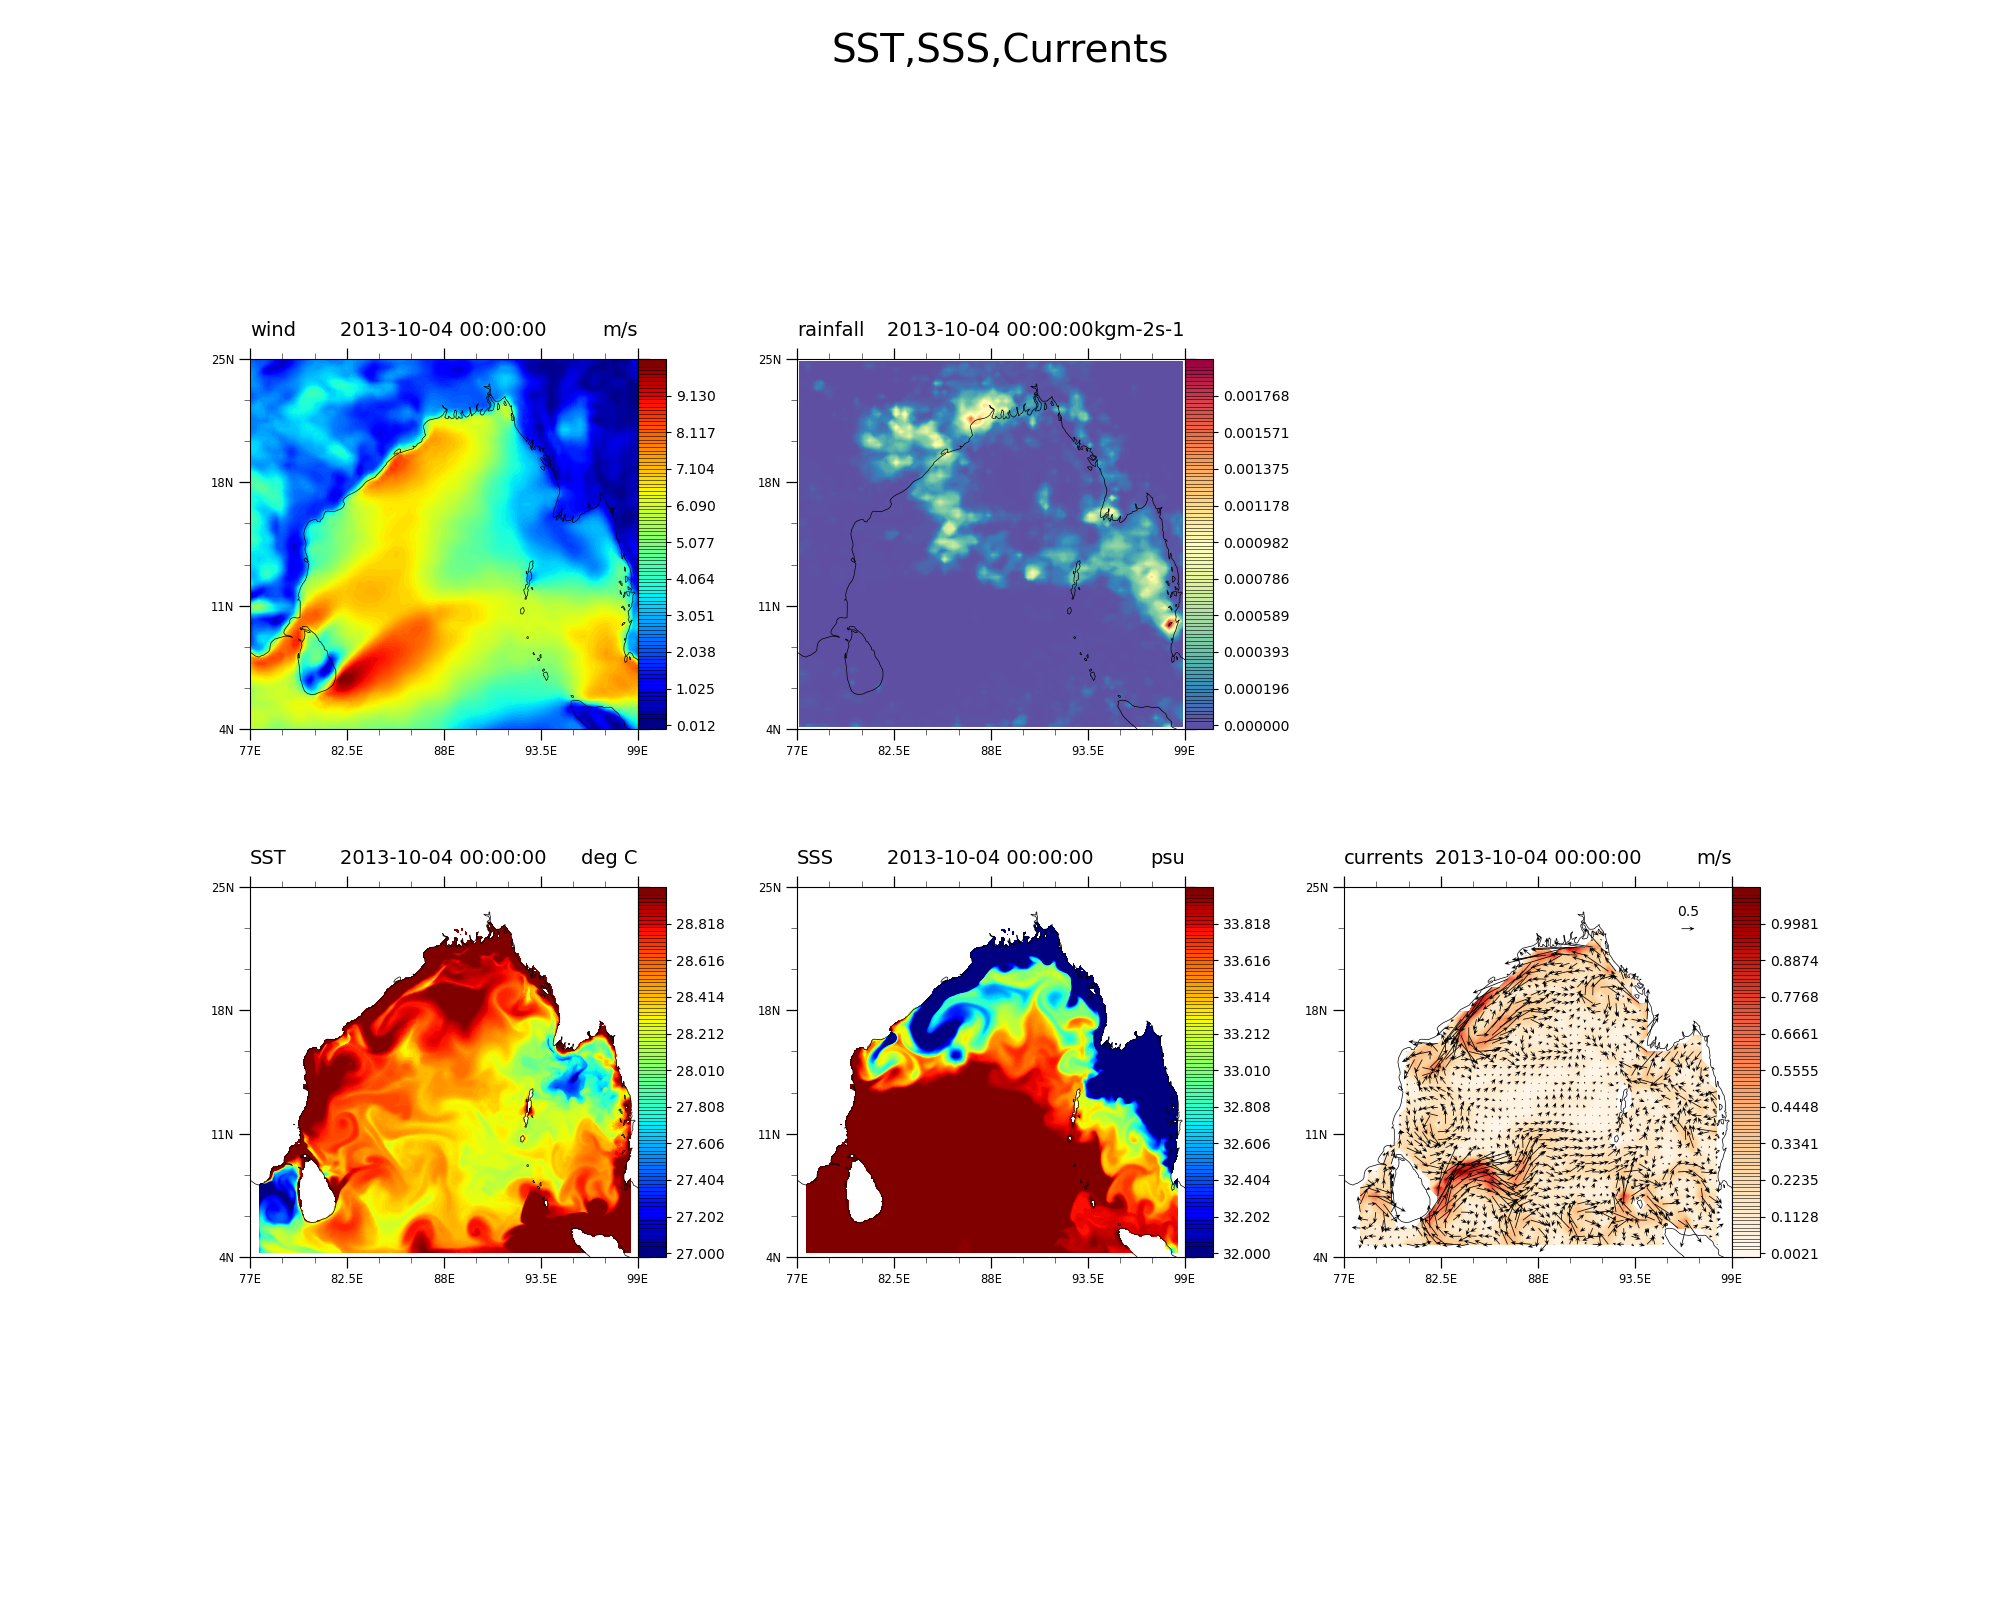 SST,SSS,Currents
wind 2013-10-04 00:00:00 m/s
25N
18N
11N
4N
77E 82.5E 88E 93.5E 99E
9.130
8.117
7.104
6.090
5.077
4.064
3.051
2.038
1.025
0.012
rainfall 2013-10-04 00:00:00kgm-2s-1
25N
18N
11N
4N
77E 82.5E 88E 93.5E 99E
0.001768
0.001571
0.001375
0.001178
0.000982
0.000786
0.000589
0.000393
0.000196
0.000000
SST 2013-10-04 00:00:00 deg C
25N
18N
11N
4N
77E 82.5E 88E 93.5E 99E
28.818
28.616
28.414
28.212
28.010
27.808
27.606
27.404
27.202
27.000
SSS 2013-10-04 00:00:00 psu
25N
18N
11N
4N
77E 82.5E 88E 93.5E 99E
33.818
33.616
33.414
33.212
33.010
32.808
32.606
32.404
32.202
32.000
currents 2013-10-04 00:00:00 m/s
25N
18N
11N
4N
77E 82.5E 88E 93.5E 99E
0.5
0.9981
0.8874
0.7768
0.6661
0.5555
0.4448
0.3341
0.2235
0.1128
0.0021